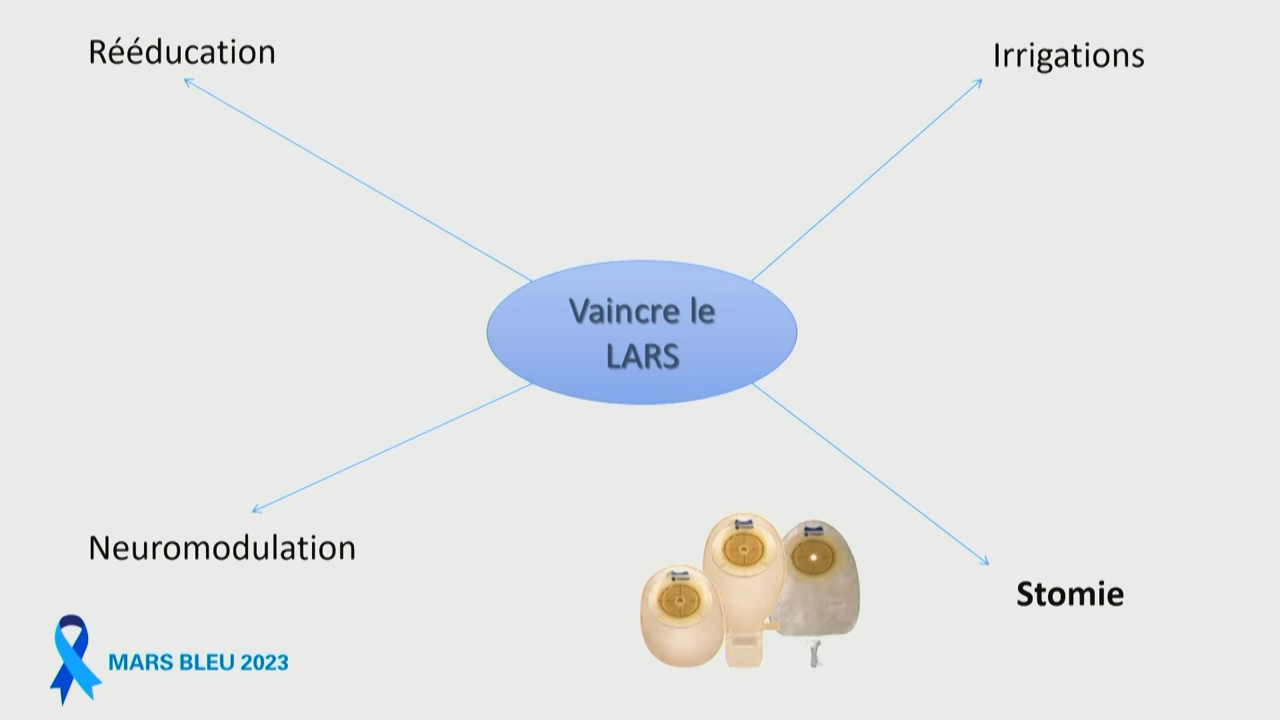 Rééducation
Irrigations
Vaincre le
LARS
Neuromodulation
Stomie
MARS BLEU 2023